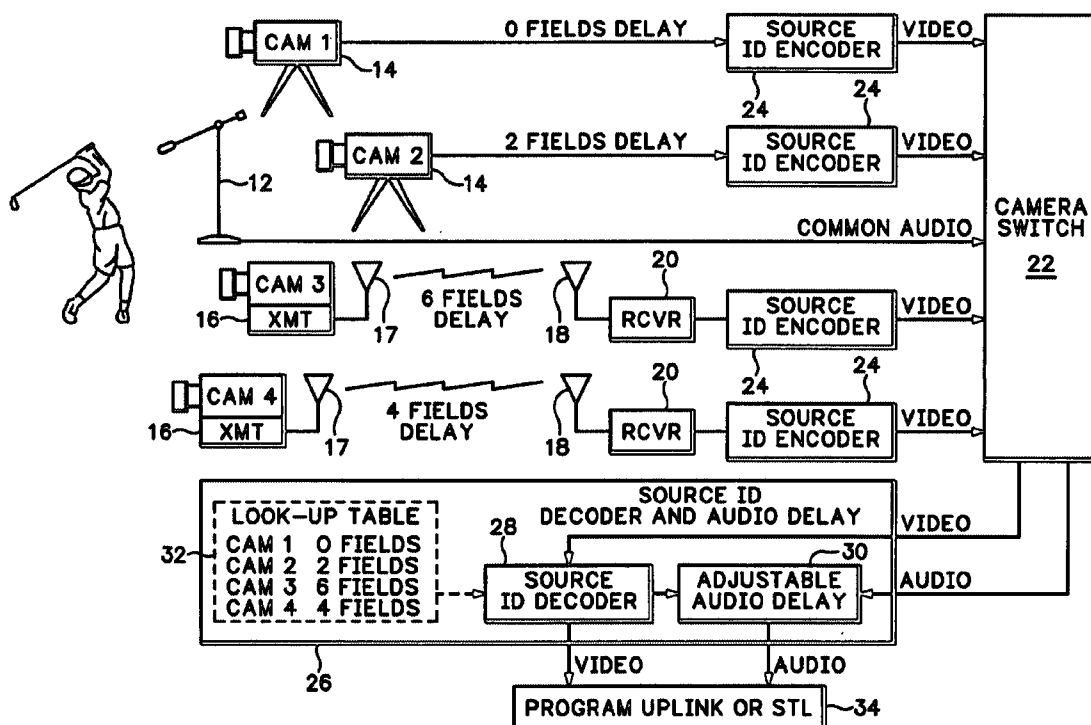 CAM 1
14
0 FIELDS DELAY
SOURCE
ID ENCODER
24
VIDEO
12
CAM 2
14
2 FIELDS DELAY
24
SOURCE
ID ENCODER
VIDEO
COMMON AUDIO
CAMERA
SWITCH
22
CAM 3
16
XMT
17
6 FIELDS
DELAY
18
20
RCVR
SOURCE
ID ENCODER
24
VIDEO
CAM 4
16
XMT
17
4 FIELDS
DELAY
18
20
RCVR
24
SOURCE
ID ENCODER
VIDEO
SOURCE ID
DECODER AND AUDIO DELAY
VIDEO
AUDIO
32
LOOK-UP TABLE
CAM 1 0 FIELDS
CAM 2 2 FIELDS
CAM 3 6 FIELDS
CAM 4 4 FIELDS
28
SOURCE
ID DECODER
30
ADJUSTABLE
AUDIO DELAY
26
VIDEO
AUDIO
PROGRAM UPLINK OR STL
34